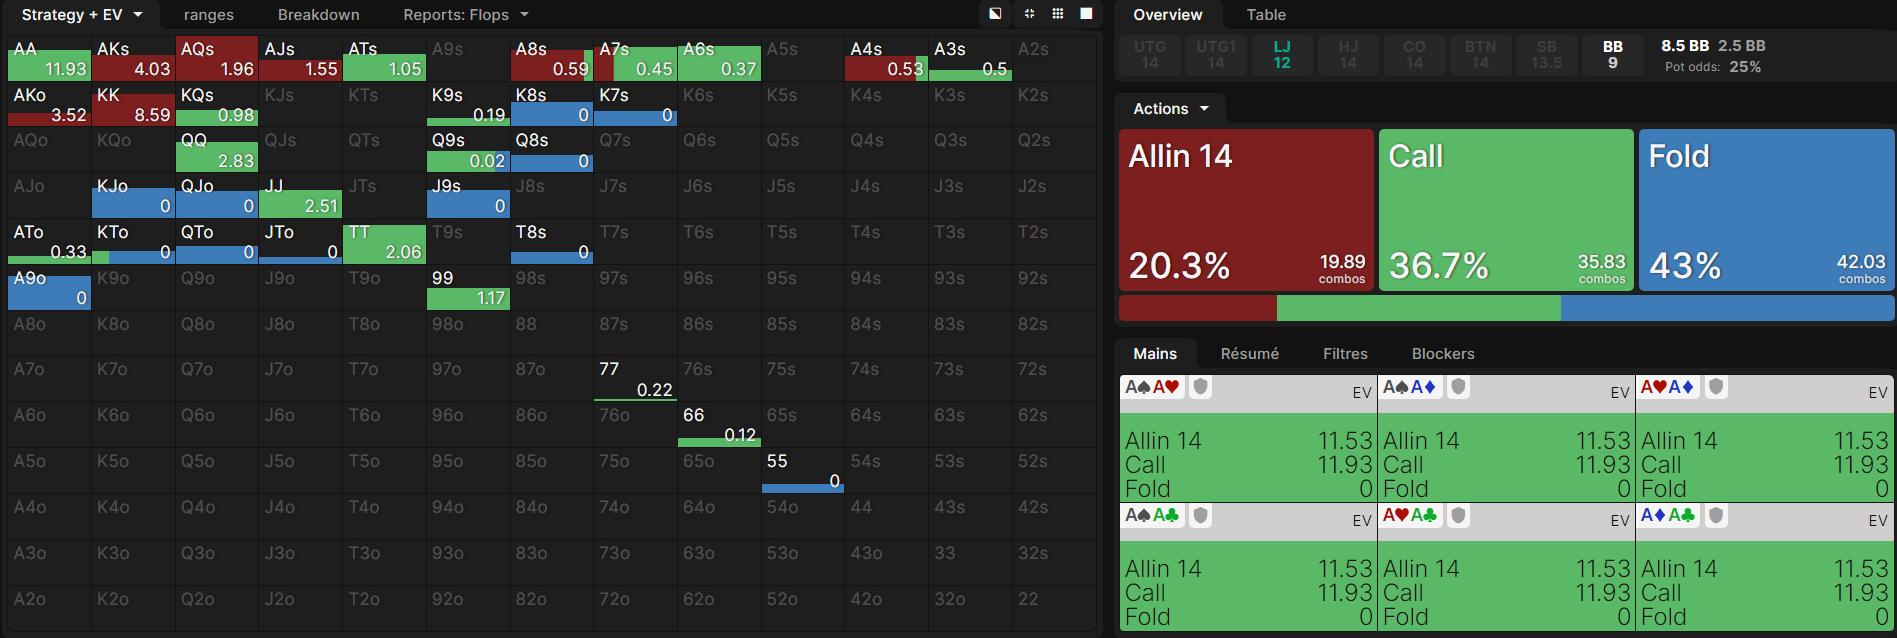 Strategy + EV ranges Breakdown Reports: Flops
AA AKs AQs AJs ATs A9s A8s A7s A6s A5s A4s A3s A2s
11.93 4.03 1.96 1.55 1.05 0.59 0.45 0.37 0.53 0.5
AKo KK KQs KJs KTs K9s K8s K7s K6s K5s K4s K3s K2s
3.52 8.59 0.98 0.19 0 0
AQo KQo QQ QJs QTs Q9s Q8s Q7s Q6s Q5s Q4s Q3s Q2s
2.83 0.02 0
AJo KJo QJo JJ JTs J9s J8s J7s J6s J5s J4s J3s J2s
0 0 2.51 0
ATo KTo QTo JTo TT T9s T8s T7s T6s T5s T4s T3s T2s
0.33 0 0 0 2.06 0
A9o K9o Q9o J9o T9o 99 98s 97s 96s 95s 94s 93s 92s
0 1.17
A8o K8o Q8o J8o T8o 98o 88 87s 86s 85s 84s 83s 82s
A7o K7o Q7o J7o T7o 97o 87o 77 76s 75s 74s 73s 72s
0.22
A6o K6o Q6o J6o T6o 96o 86o 76o 66 65s 64s 63s 62s
0.12
A5o K5o Q5o J5o T5o 95o 85o 75o 65o 55 54s 53s 52s
0
A4o K4o Q4o J4o T4o 94o 84o 74o 64o 54o 44 43s 42s
A3o K3o Q3o J3o T3o 93o 83o 73o 63o 53o 43o 33 32s
A2o K2o Q2o J2o T2o 92o 82o 72o 62o 52o 42o 32o 22
Overview Table
UTG UTG1 LJ HJ CO BTN SB BB 8.5 BB 2.5 BB
14 14 12 14 14 14 13.5 9 Pot odds: 25%
Actions
Allin 14 Call Fold
20.3% 19.89 combos 36.7% 35.83 combos 43% 42.03 combos
Mains Résumé Filtres Blockers
A♠A♥ EV A♠A♦ EV A♥A♦ EV
Allin 14 11.53 Allin 14 11.53 Allin 14 11.53
Call 11.93 Call 11.93 Call 11.93
Fold 0 Fold 0 Fold 0
A♠A♣ EV A♥A♣ EV A♦A♣ EV
Allin 14 11.53 Allin 14 11.53 Allin 14 11.53
Call 11.93 Call 11.93 Call 11.93
Fold 0 Fold 0 Fold 0